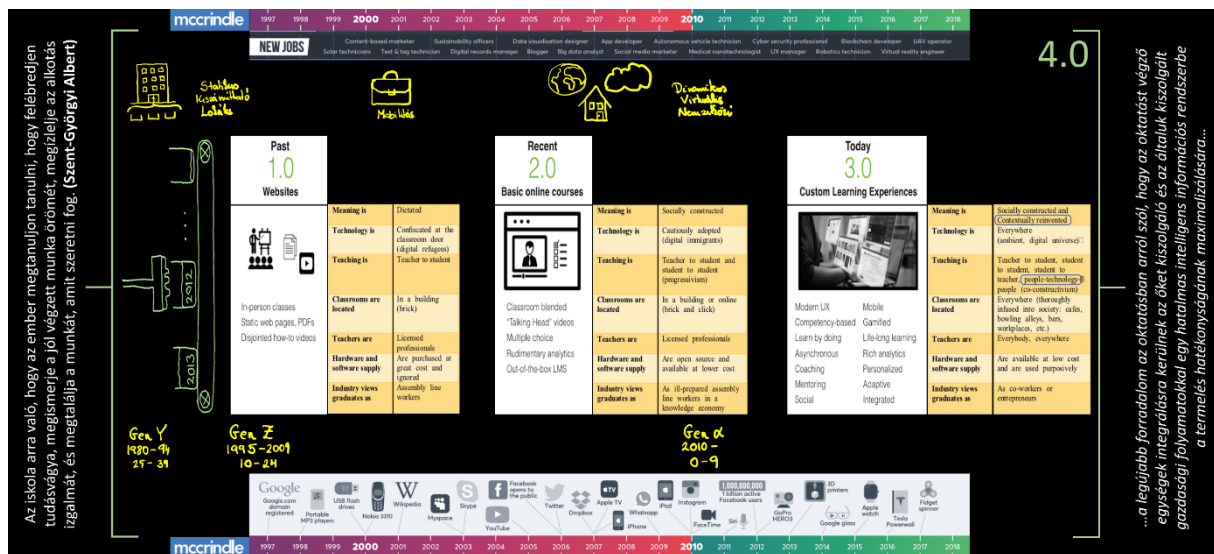 mccrindle 1997 1998 1999 2000 2001 2002 2003 2004 2005 2006 2007 2008 2009 2010 2011 2012 2013 2014 2015 2016 2017 2018
NEW JOBS
Content-based marketer Sustainability officers Data visualisation designer App developer Autonomous vehicle technician Cyber security professional Blockchain developer UAV operator
Solar technicians Test & tag technician Digital records manager Blogger Big data analyst Social media marketer Medical nanotechnologist UX manager Robotics technician Virtual reality engineer
Az iskola arra való, hogy az ember megtanuljon tanulni, hogy felébredjen
tudásvágya, megismerje a jól végzett munka örömét, megízlelje az alkotás
izgalmát, és megtalálja a munkát, amit szeretni fog. (Szent-Györgyi Albert)
Statikus
Kiszámítható
Lokális
Mobilitás
Dinamikus
Virtuális
Nemzetközi
4.0
2012
2013
Past
1.0
Websites
In-person classes
Static web pages, PDFs
Disjointed how-to videos
Meaning is Dictated
Technology is Confiscated at the
classroom door
(digital refugees)
Teaching is Teacher to student
Classrooms are In a building
located (brick)
Teachers are Licensed
professionals
Hardware and Are purchased at
software supply great cost and
ignored
Industry views Assembly line
graduates as workers
Recent
2.0
Basic online courses
Classroom blended
"Talking Head" videos
Multiple choice
Rudimentary analytics
Out-of-the-box LMS
Meaning is Socially constructed
Technology is Cautiously adopted
(digital immigrants)
Teaching is Teacher to student and
student to student
(progressivism)
Classrooms are In a building or online
located (brick and click)
Teachers are Licensed professionals
Hardware and Are open source and
software supply available at lower cost
Industry views As ill-prepared assembly
graduates as line workers in a
knowledge economy
Today
3.0
Custom Learning Experiences
Modern UX Mobile
Competency-based Gamified
Learn by doing Life-long learning
Asynchronous Rich analytics
Coaching Personalized
Mentoring Adaptive
Social Integrated
Meaning is Socially constructed and
Contextually reinvented
Technology is Everywhere
(ambient, digital universe)
Teaching is Teacher to student, student
to student, student to
teacher, people-technology-
people (co-constructivism)
Classrooms are Everywhere (thoroughly
located infused into society: cafes,
bowling alleys, bars,
workplaces, etc.)
Teachers are Everybody, everywhere
Hardware and Are available at low cost
software supply and are used purposively
Industry views As co-workers or
graduates as entrepreneurs
...a legújabb forradalom az oktatásban arról szól, hogy az oktatást végző
egységek integrálásra kerülnek az őket kiszolgáló és az általuk kiszolgált
gazdasági folyamatokkal egy hatalmas intelligens információs rendszerbe
a termelés hatékonyságának maximalizálására...
Gen Y
1980-94
25-39
Gen Z
1995-2009
10-24
Gen α
2010-
0-9
Google
Google.com
domain
registered
Portable
MP3 players
USB flash
drives
Nokia 3310
Wikipedia
Myspace
Skype
Facebook
opens to
the public
YouTube
Twitter
Dropbox
Apple TV
iPhone
Whatsapp
iPad
Instagram
FaceTime
1,000,000,000
1 billion active
Facebook users
Siri
GoPro
HERO3
3D
printers
Google glass
Apple
watch
Tesla
Powerwall
Fidget
spinner
mccrindle 1997 1998 1999 2000 2001 2002 2003 2004 2005 2006 2007 2008 2009 2010 2011 2012 2013 2014 2015 2016 2017 2018